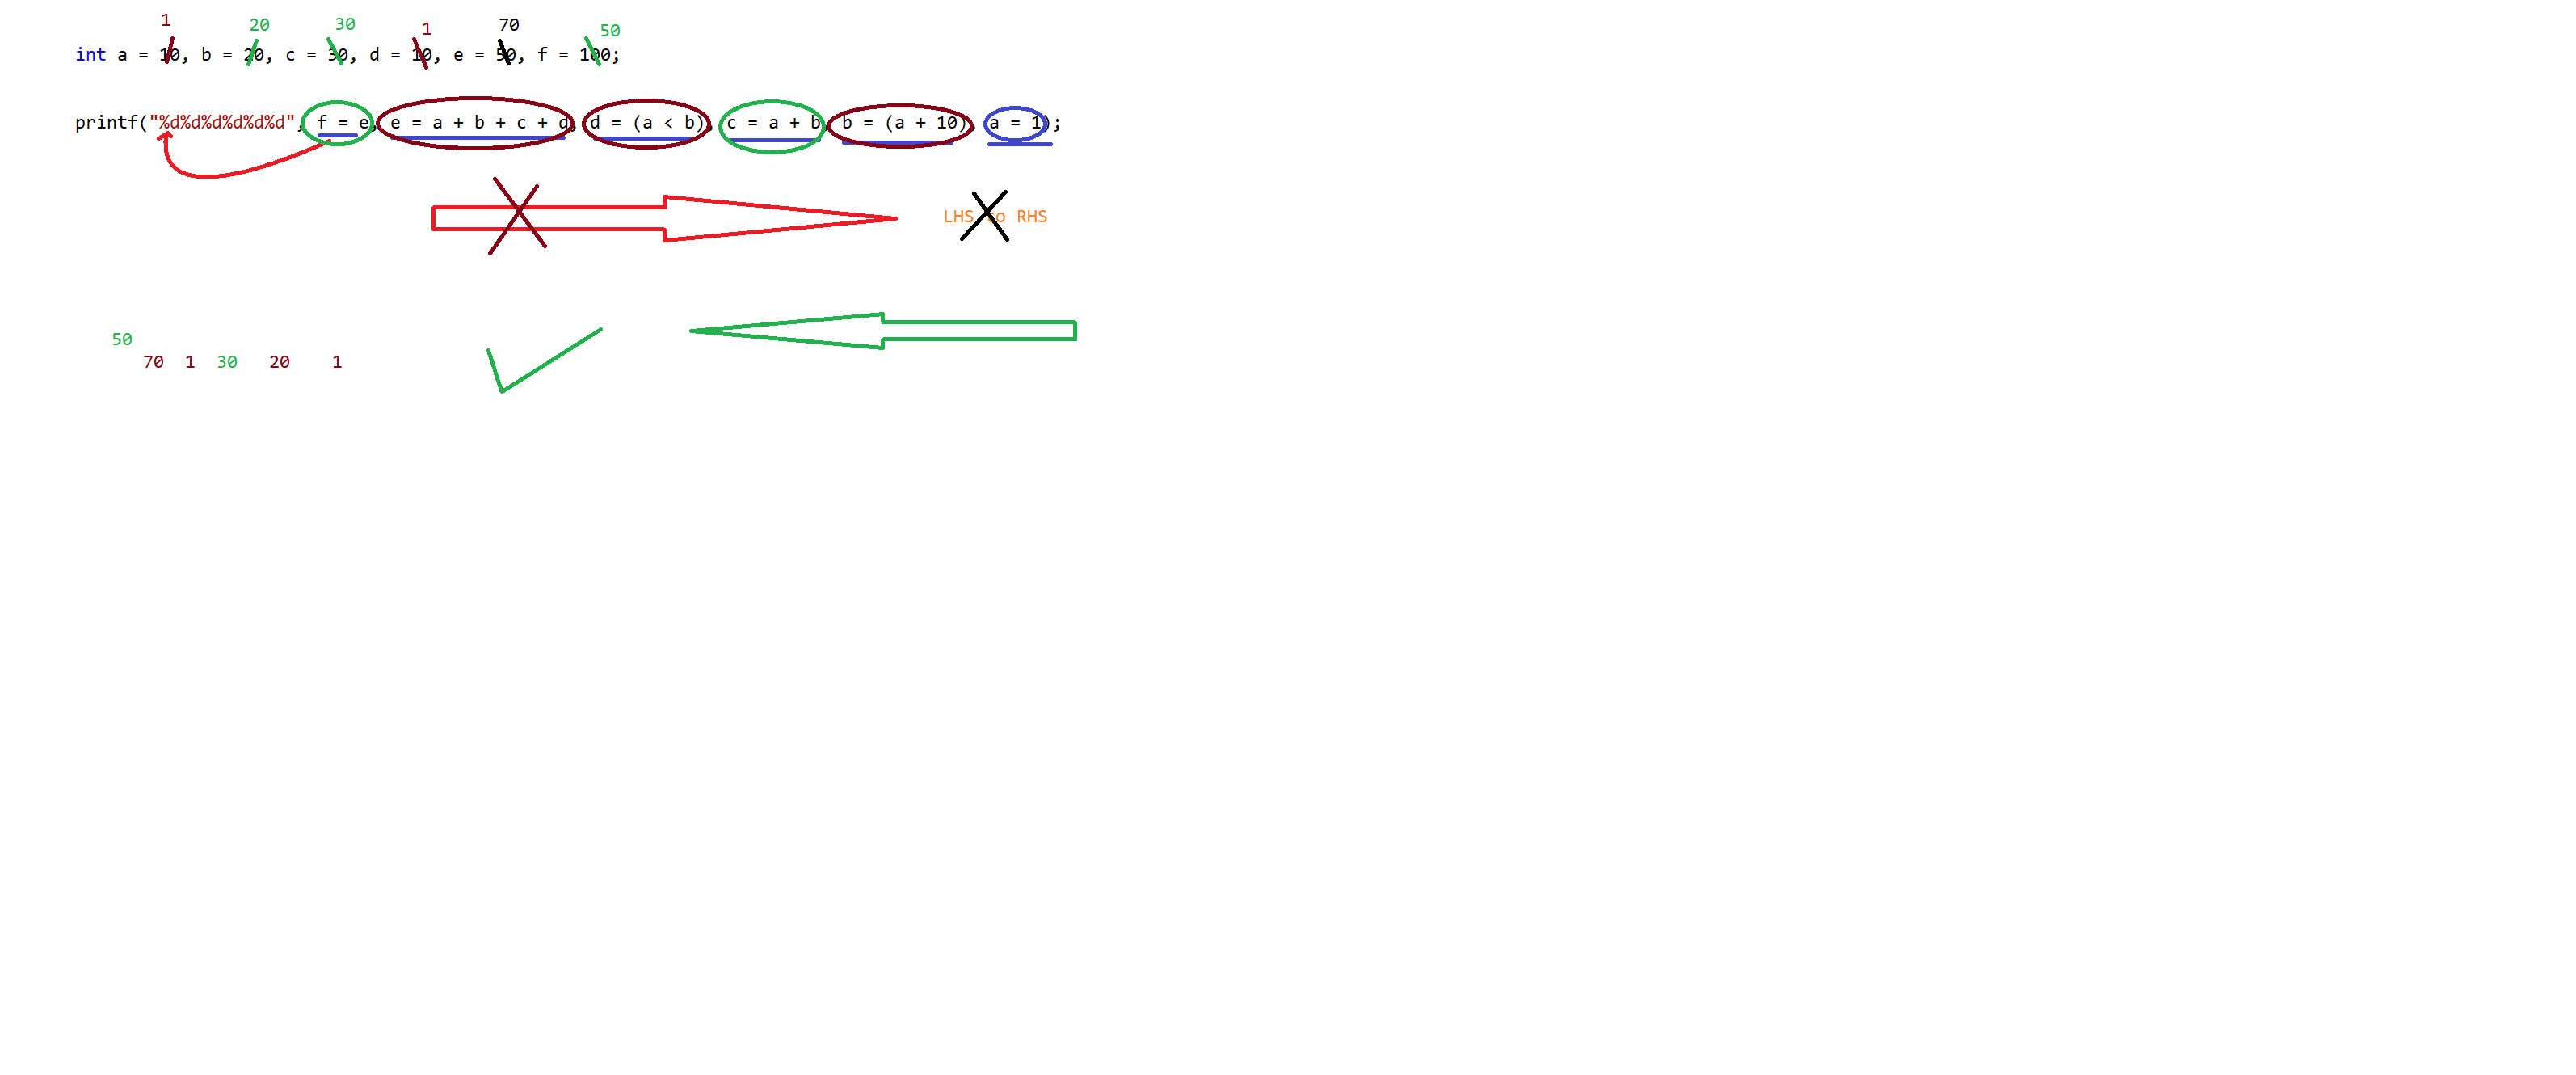 1 20 30 1 70 50
int a = 10, b = 20, c = 30, d = 10, e = 50, f = 100;
printf("%d%d%d%d%d%d", f = e, e = a + b + c + d, d = (a < b), c = a + b, b = (a + 10), a = 1);
LHS to RHS
50
70 1 30 20 1